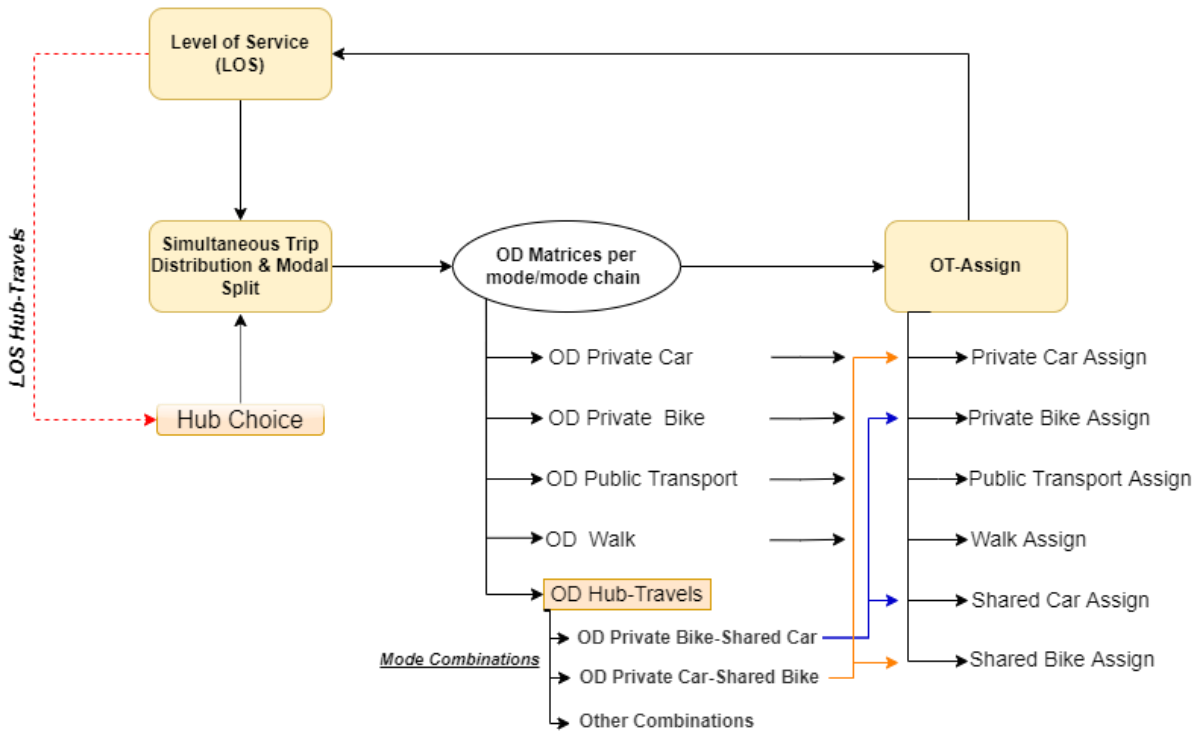 Level of Service
(LOS)
LOS Hub-Travels
Simultaneous Trip
Distribution & Modal
Split
OD Matrices per
mode/mode chain
OT-Assign
Hub Choice
OD Private Car
Private Car Assign
OD Private Bike
Private Bike Assign
OD Public Transport
Public Transport Assign
OD Walk
Walk Assign
OD Hub-Travels
Shared Car Assign
OD Private Bike-Shared Car
Mode Combinations
Shared Bike Assign
OD Private Car-Shared Bike
Other Combinations